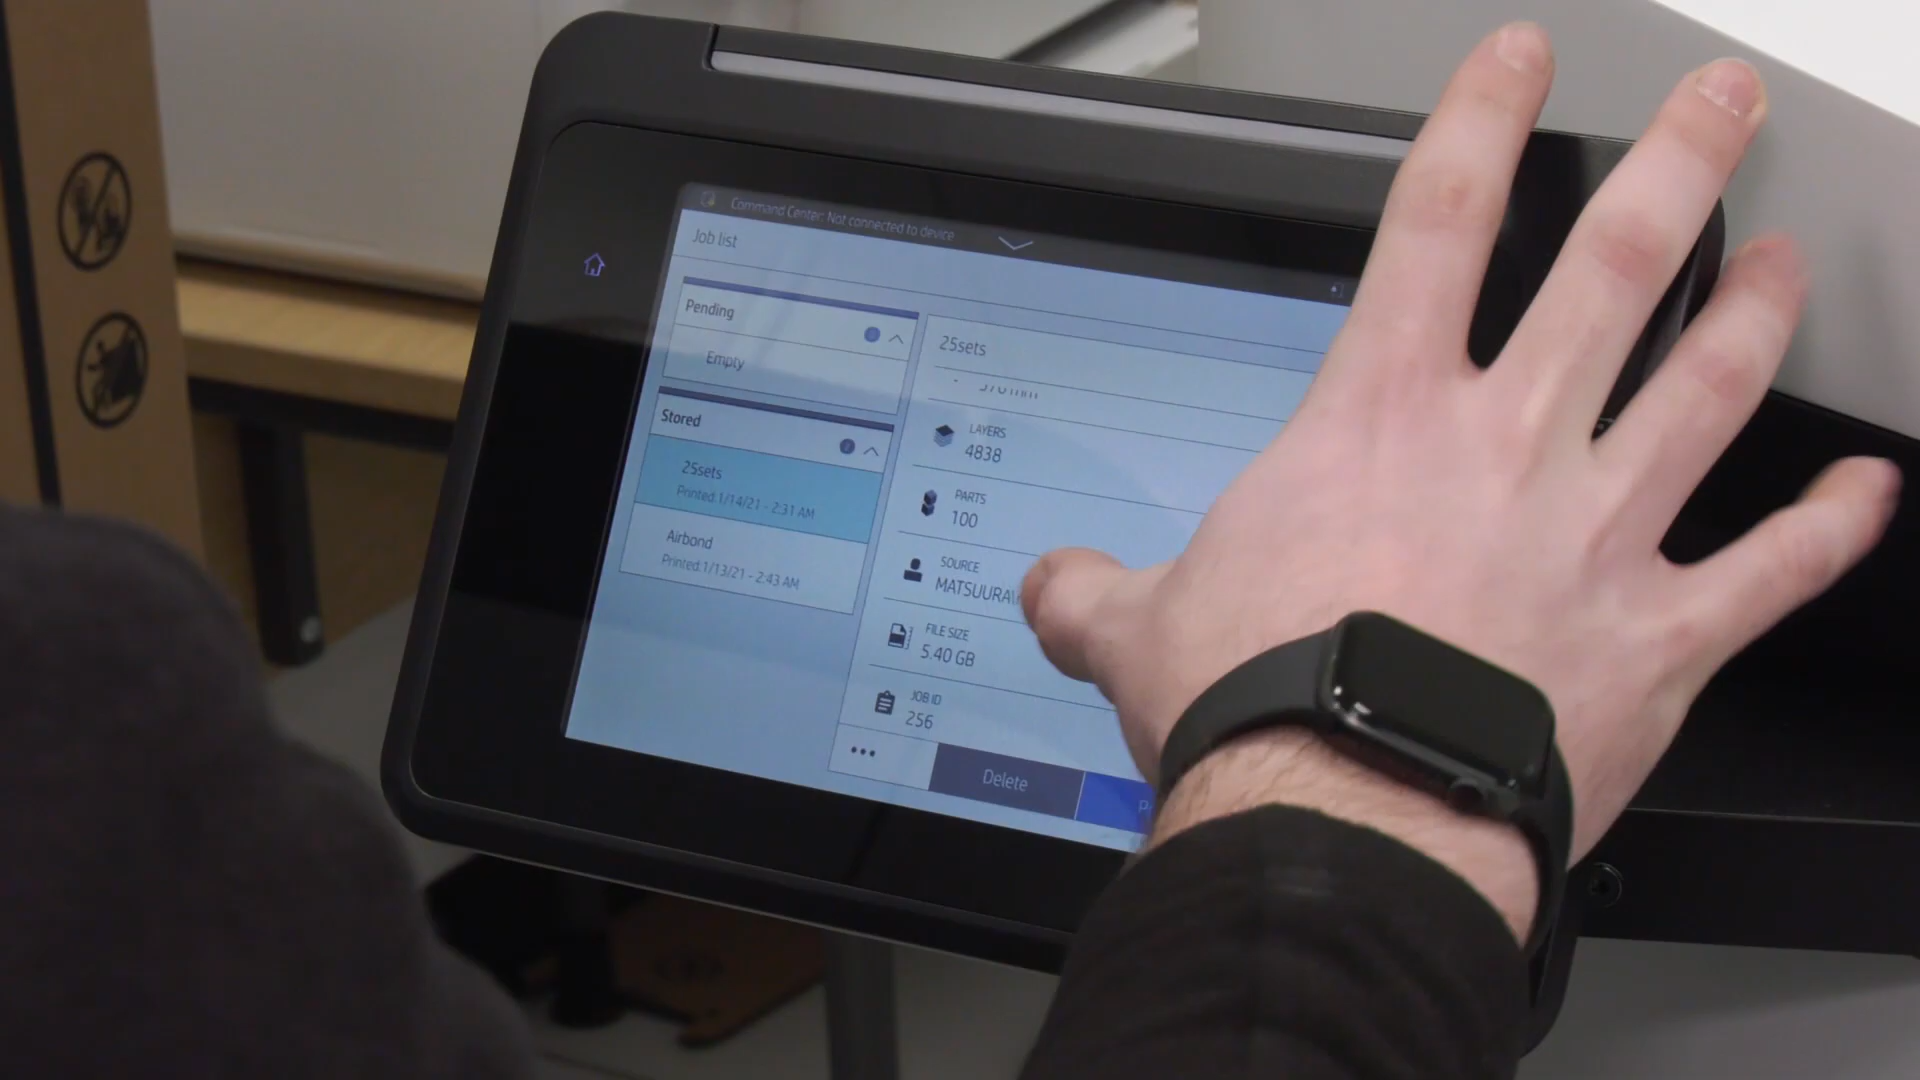 Command Center: Not connected to device
Job list
Pending
Empty
Stored
25sets
Printed:1/14/21 - 2:31 AM
Airbond
Printed:1/13/21 - 2:43 AM
25sets
LAYERS
4838
PARTS
100
SOURCE
MATSUURA\
FILE SIZE
5.40 GB
JOB ID
256
Delete